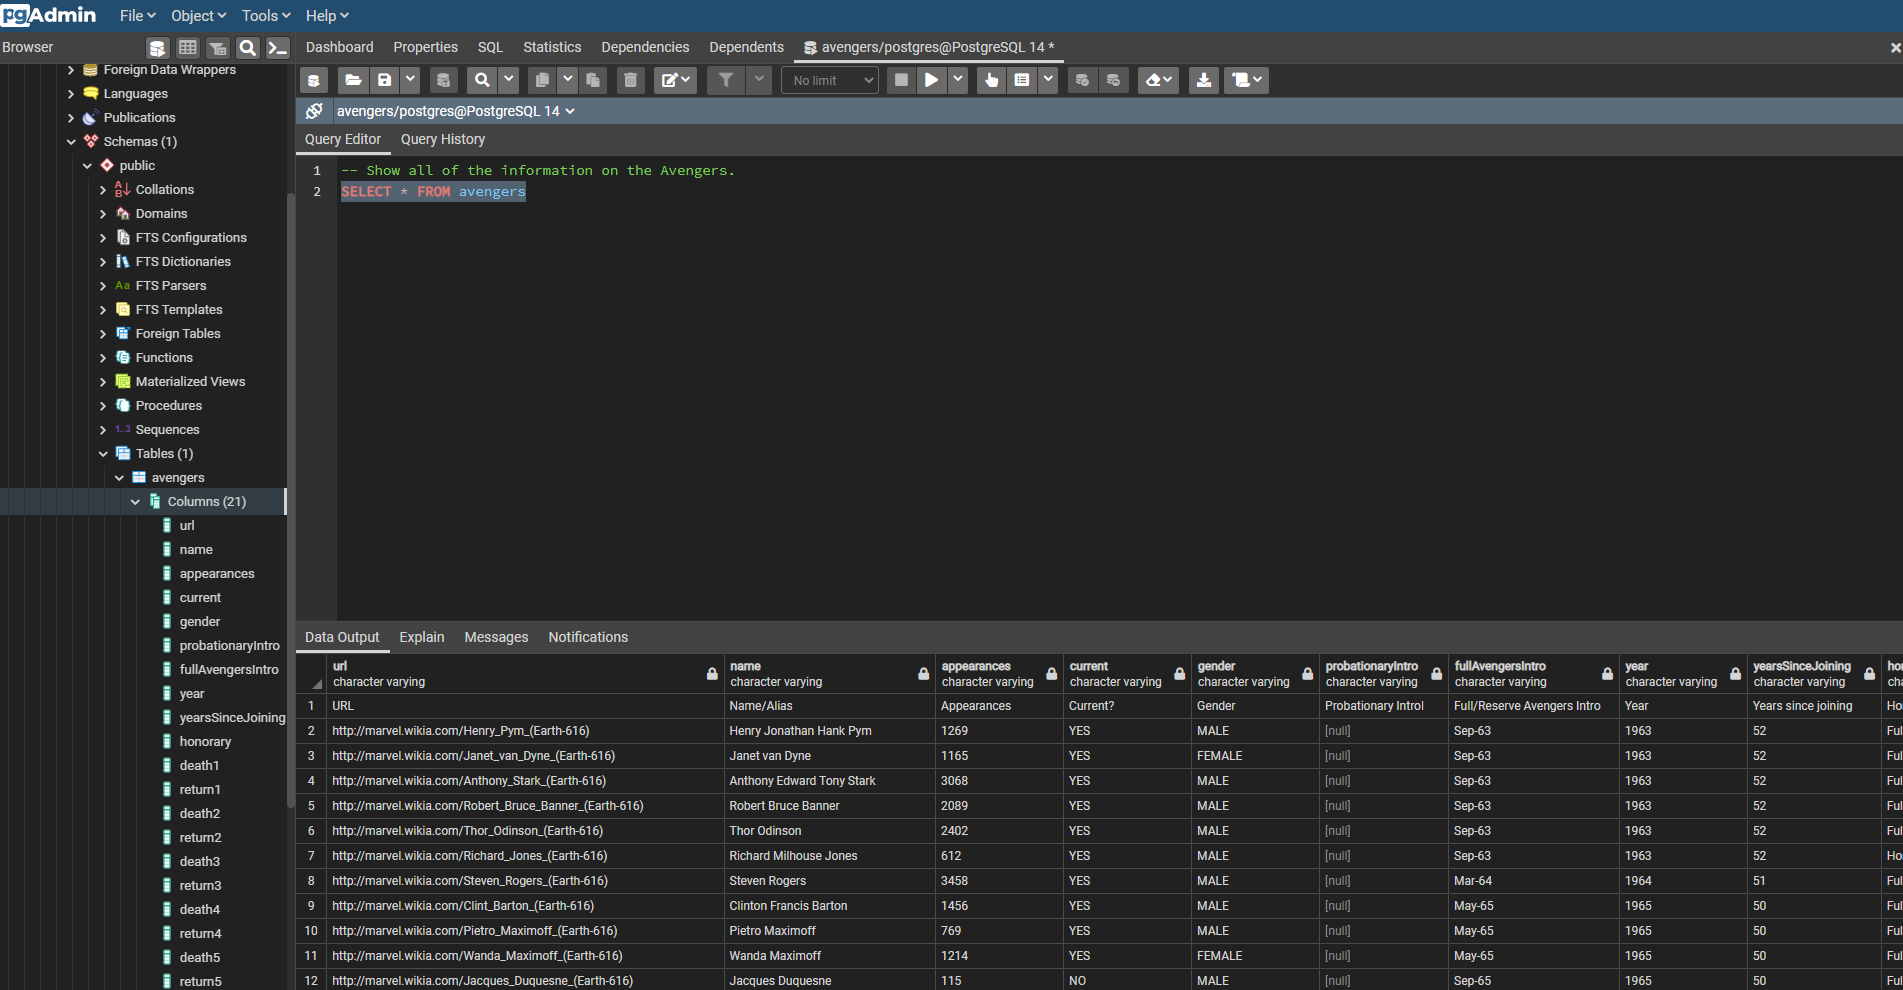 pgAdmin File Object Tools Help
Browser
Dashboard Properties SQL Statistics Dependencies Dependents avengers/postgres@PostgreSQL 14 *
Foreign Data Wrappers
Languages
Publications
Schemas (1)
public
Collations
Domains
FTS Configurations
FTS Dictionaries
Aa FTS Parsers
FTS Templates
Foreign Tables
Functions
Materialized Views
Procedures
1..3 Sequences
Tables (1)
avengers
Columns (21)
url
name
appearances
current
gender
probationaryIntro
fullAvengersIntro
year
yearsSinceJoining
honorary
death1
return1
death2
return2
death3
return3
death4
return4
death5
return5
No limit
avengers/postgres@PostgreSQL 14
Query Editor Query History
1 -- Show all of the information on the Avengers.
2 SELECT * FROM avengers
Data Output Explain Messages Notifications
url name appearances current gender probationaryIntro fullAvengersIntro year yearsSinceJoining hon
character varying character varying character varying character varying character varying character varying character varying character varying character varying cha
1 URL Name/Alias Appearances Current? Gender Probationary Introl Full/Reserve Avengers Intro Year Years since joining Ho
2 http://marvel.wikia.com/Henry_Pym_(Earth-616) Henry Jonathan Hank Pym 1269 YES MALE [null] Sep-63 1963 52 Ful
3 http://marvel.wikia.com/Janet_van_Dyne_(Earth-616) Janet van Dyne 1165 YES FEMALE [null] Sep-63 1963 52 Ful
4 http://marvel.wikia.com/Anthony_Stark_(Earth-616) Anthony Edward Tony Stark 3068 YES MALE [null] Sep-63 1963 52 Ful
5 http://marvel.wikia.com/Robert_Bruce_Banner_(Earth-616) Robert Bruce Banner 2089 YES MALE [null] Sep-63 1963 52 Ful
6 http://marvel.wikia.com/Thor_Odinson_(Earth-616) Thor Odinson 2402 YES MALE [null] Sep-63 1963 52 Ful
7 http://marvel.wikia.com/Richard_Jones_(Earth-616) Richard Milhouse Jones 612 YES MALE [null] Sep-63 1963 52 Ho
8 http://marvel.wikia.com/Steven_Rogers_(Earth-616) Steven Rogers 3458 YES MALE [null] Mar-64 1964 51 Ful
9 http://marvel.wikia.com/Clint_Barton_(Earth-616) Clinton Francis Barton 1456 YES MALE [null] May-65 1965 50 Ful
10 http://marvel.wikia.com/Pietro_Maximoff_(Earth-616) Pietro Maximoff 769 YES MALE [null] May-65 1965 50 Ful
11 http://marvel.wikia.com/Wanda_Maximoff_(Earth-616) Wanda Maximoff 1214 YES FEMALE [null] May-65 1965 50 Ful
12 http://marvel.wikia.com/Jacques_Duquesne_(Earth-616) Jacques Duquesne 115 NO MALE [null] Sep-65 1965 50 Ful